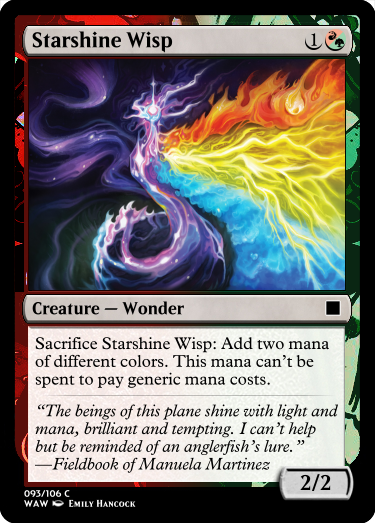 Starshine Wisp 1
Creature — Wonder
Sacrifice Starshine Wisp: Add two mana
of different colors. This mana can't be
spent to pay generic mana costs.
“The beings of this plane shine with light and
mana, brilliant and tempting. I can't help
but be reminded of an anglerfish's lure.”
—Fieldbook of Manuela Martinez
2/2
093/106 C
WAW Emily Hancock